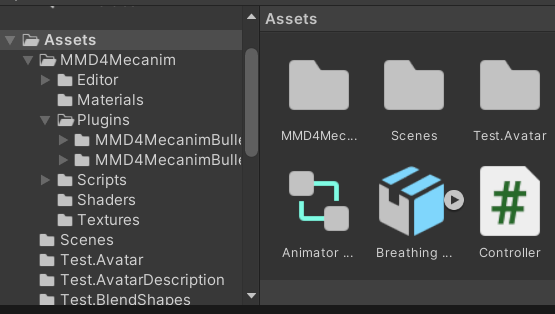 Assets
MMD4Mecanim
Editor
Materials
Plugins
MMD4MecanimBulle
MMD4MecanimBulle
Scripts
Shaders
Textures
Scenes
Test.Avatar
Test.AvatarDescription
Test.BlendShapes
Assets
MMD4Mec... Scenes Test.Avatar
Animator ... Breathing ... Controller